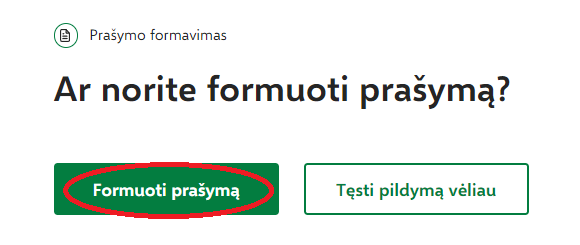 Prašymo formavimas
Ar norite formuoti prašymą?
Formuoti prašymą
Tęsti pildymą vėliau